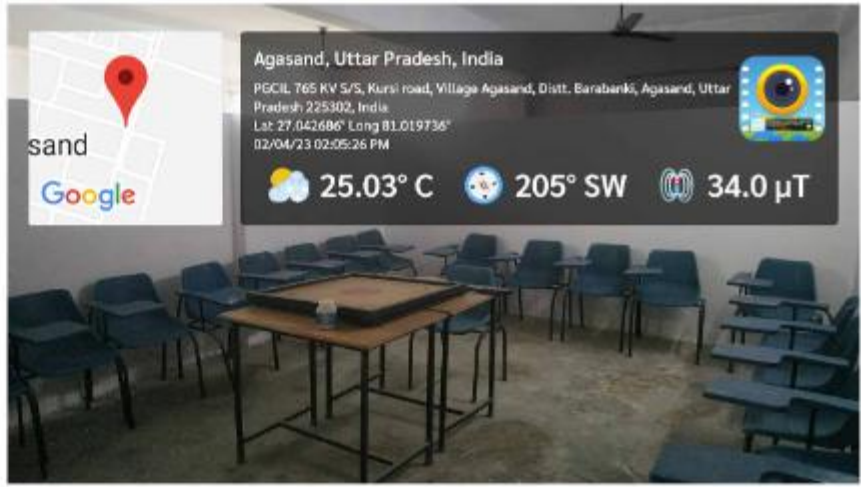 sand
Google
Agasand, Uttar Pradesh, India
PGCIL 765 KV S/S, Kursi road, Village Agasand, Distt. Barabanki, Agasand, Uttar
Pradesh 225302, India
Lat 27.042686° Long 81.019736°
02/04/23 02:05:26 PM
25.03° C
205° SW
34.0 µT